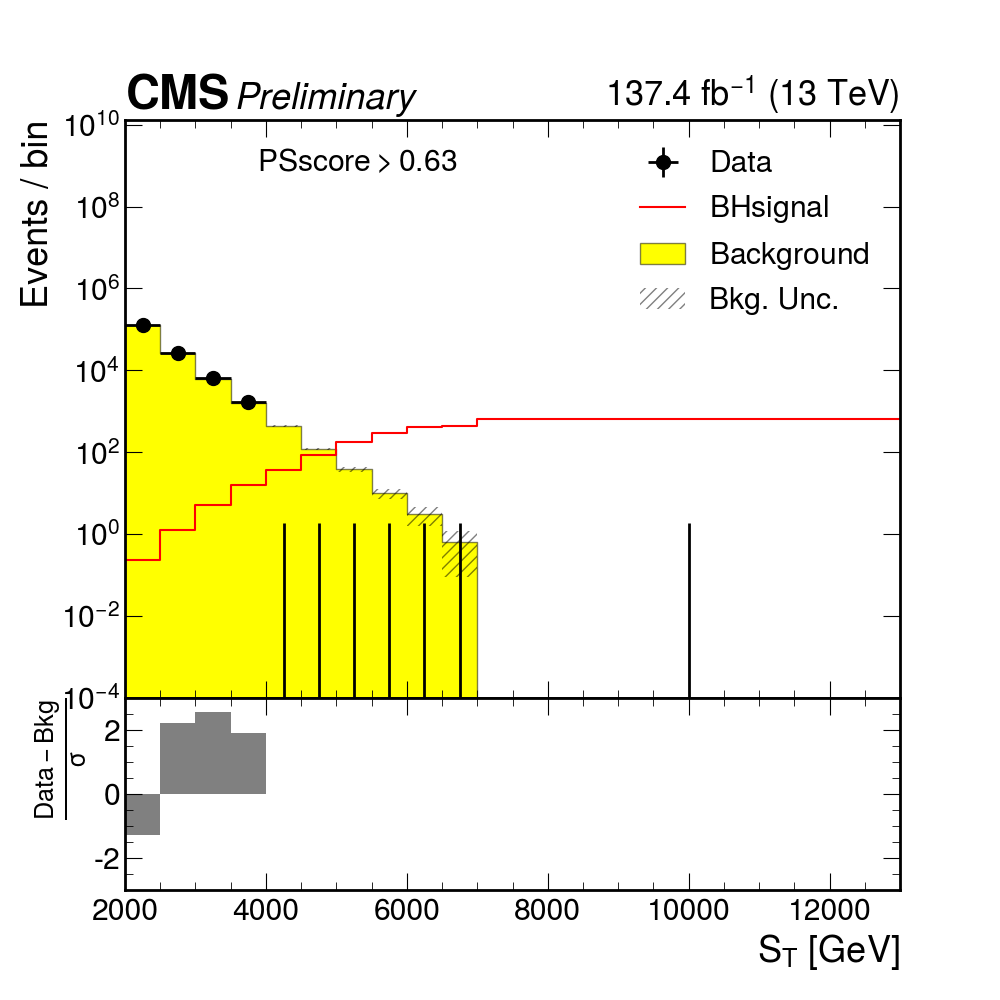 CMS Preliminary 137.4 fb⁻¹ (13 TeV)
Events / bin
PSscore > 0.63
Data
BHsignal
Background
Bkg. Unc.
10¹⁰
10⁸
10⁶
10⁴
10²
10⁰
10⁻²
10⁻⁴
Data – Bkg
σ
2
0
-2
2000 4000 6000 8000 10000 12000
S_T [GeV]